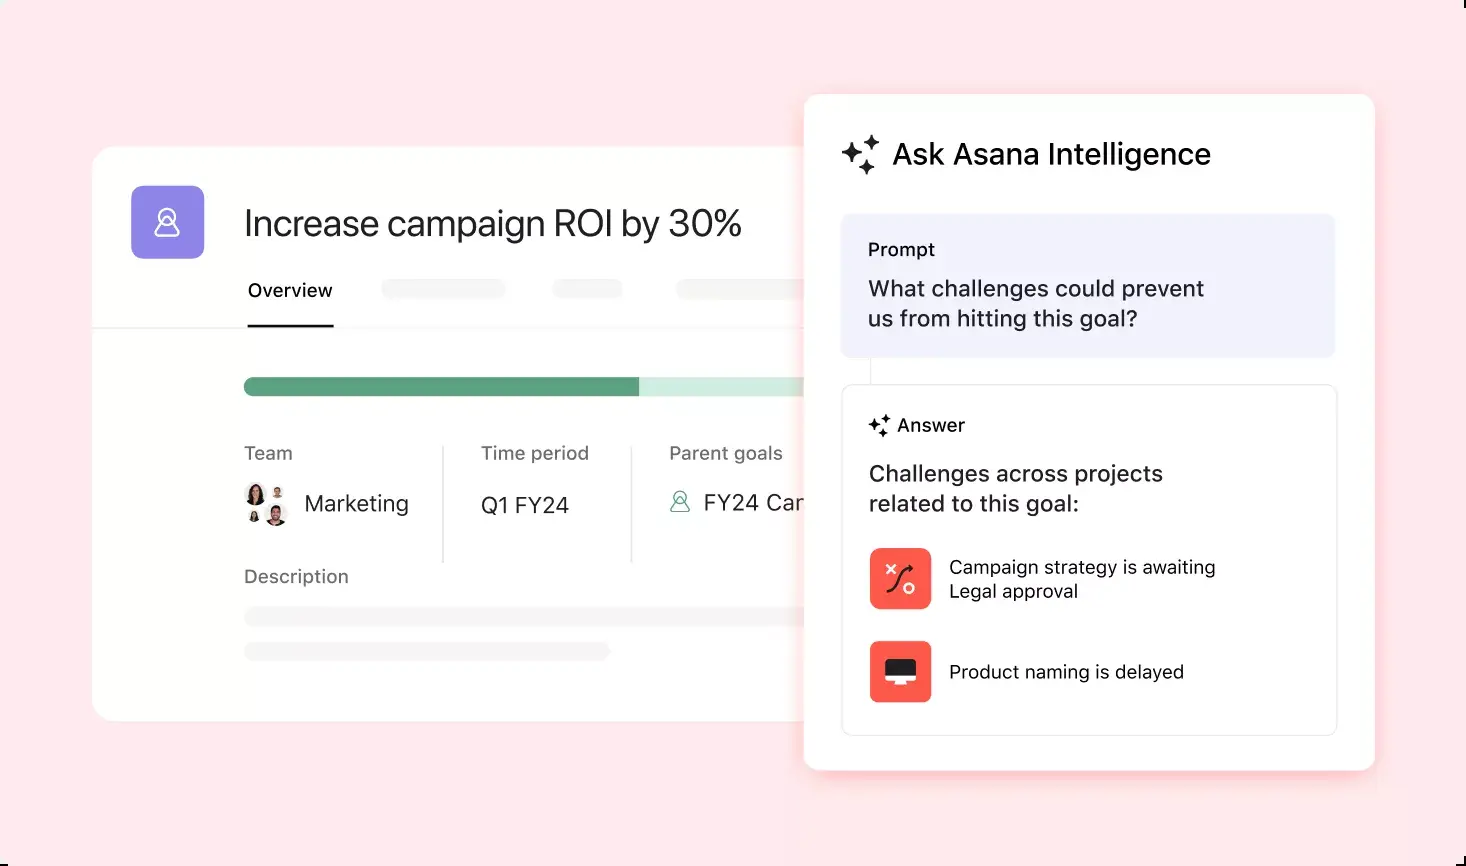 Increase campaign ROI by 30%
Overview
Team
Marketing
Time period
Q1 FY24
Parent goals
FY24
Description
Ask Asana Intelligence
Prompt
What challenges could prevent
us from hitting this goal?
Answer
Challenges across projects
related to this goal:
Campaign strategy is awaiting
Legal approval
Product naming is delayed